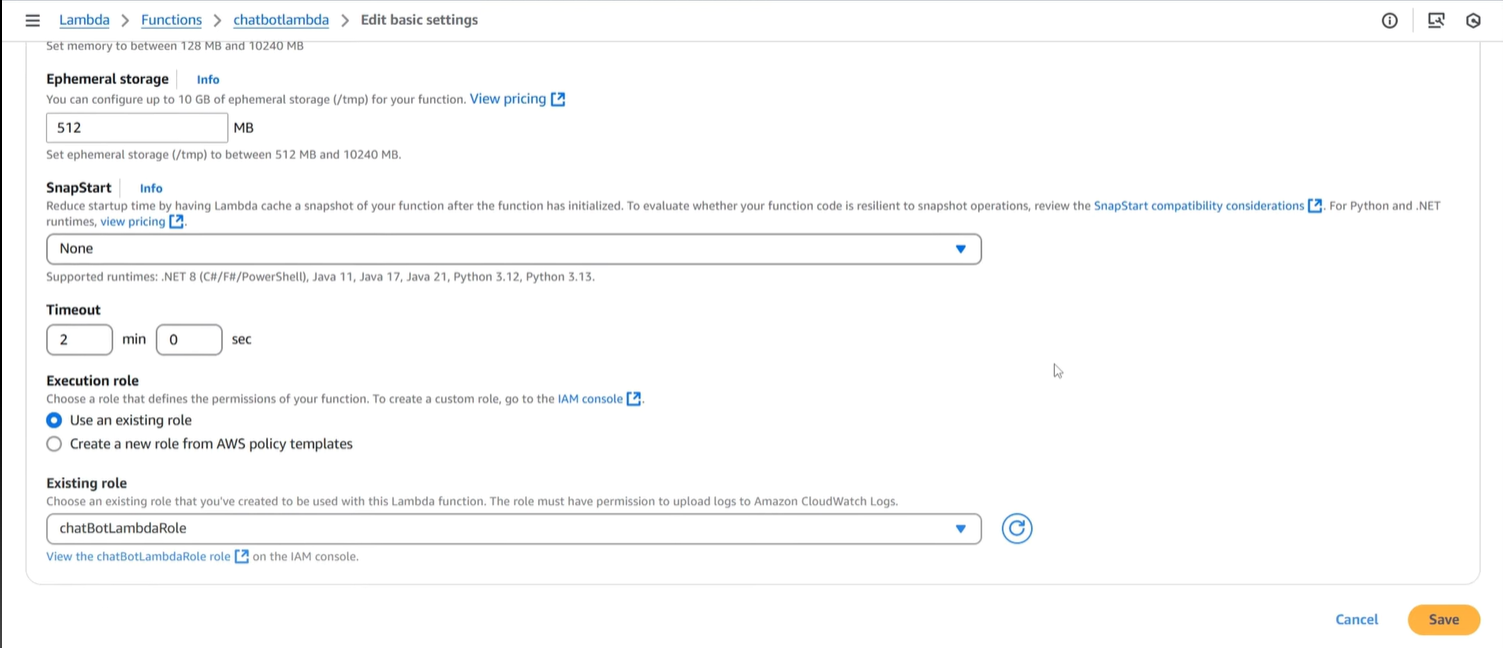 Lambda > Functions > chatbotlambda > Edit basic settings
Set memory to between 128 MB and 10240 MB
Ephemeral storage Info
You can configure up to 10 GB of ephemeral storage (/tmp) for your function. View pricing
512 MB
Set ephemeral storage (/tmp) to between 512 MB and 10240 MB.
SnapStart Info
Reduce startup time by having Lambda cache a snapshot of your function after the function has initialized. To evaluate whether your function code is resilient to snapshot operations, review the SnapStart compatibility considerations . For Python and .NET
runtimes, view pricing .
None
Supported runtimes: .NET 8 (C#/F#/PowerShell), Java 11, Java 17, Java 21, Python 3.12, Python 3.13.
Timeout
2 min 0 sec
Execution role
Choose a role that defines the permissions of your function. To create a custom role, go to the IAM console .
Use an existing role
Create a new role from AWS policy templates
Existing role
Choose an existing role that you've created to be used with this Lambda function. The role must have permission to upload logs to Amazon CloudWatch Logs.
chatBotLambdaRole
View the chatBotLambdaRole role on the IAM console.
Cancel Save